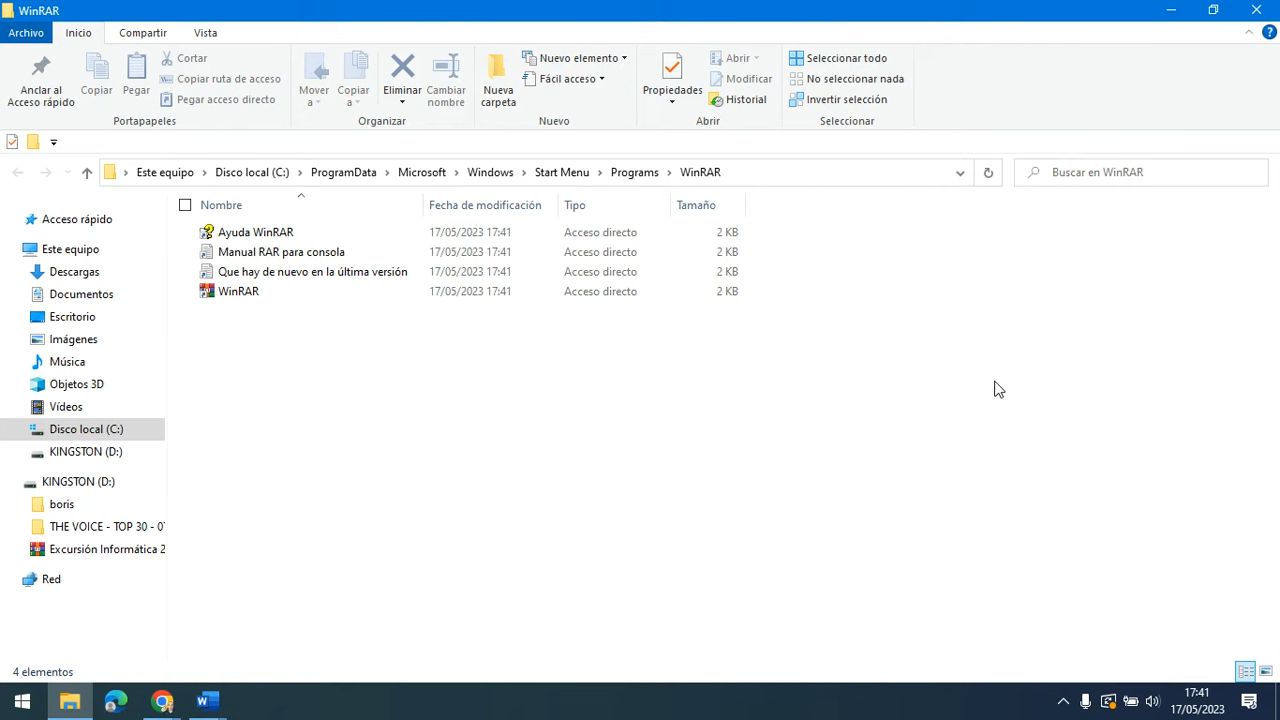 WinRAR
Archivo Inicio Compartir Vista
Anclar al Acceso rápido
Copiar
Pegar
Cortar
Copiar ruta de acceso
Pegar acceso directo
Portapapeles
Mover a
Copiar a
Eliminar
Cambiar nombre
Organizar
Nueva carpeta
Nuevo elemento
Fácil acceso
Nuevo
Propiedades
Abrir
Modificar
Historial
Abrir
Seleccionar todo
No seleccionar nada
Invertir selección
Seleccionar
Este equipo > Disco local (C:) > ProgramData > Microsoft > Windows > Start Menu > Programs > WinRAR
Buscar en WinRAR
Nombre Fecha de modificación Tipo Tamaño
Ayuda WinRAR 17/05/2023 17:41 Acceso directo 2 KB
Manual RAR para consola 17/05/2023 17:41 Acceso directo 2 KB
Que hay de nuevo en la última versión 17/05/2023 17:41 Acceso directo 2 KB
WinRAR 17/05/2023 17:41 Acceso directo 2 KB
Acceso rápido
Este equipo
Descargas
Documentos
Escritorio
Imágenes
Música
Objetos 3D
Vídeos
Disco local (C:)
KINGSTON (D:)
KINGSTON (D:)
boris
THE VOICE - TOP 30 - 0
Excursión Informática 2
Red
4 elementos
17:41
17/05/2023